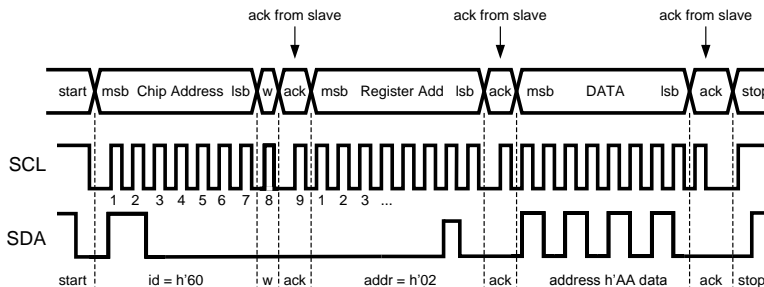 ack from slave ack from slave ack from slave
start msb Chip Address lsb w ack msb Register Add lsb ack msb DATA lsb ack stop
SCL
1 2 3 4 5 6 7 8 9 1 2 3 ...
SDA
start id = h'60 w ack addr = h'02 ack address h'AA data ack stop